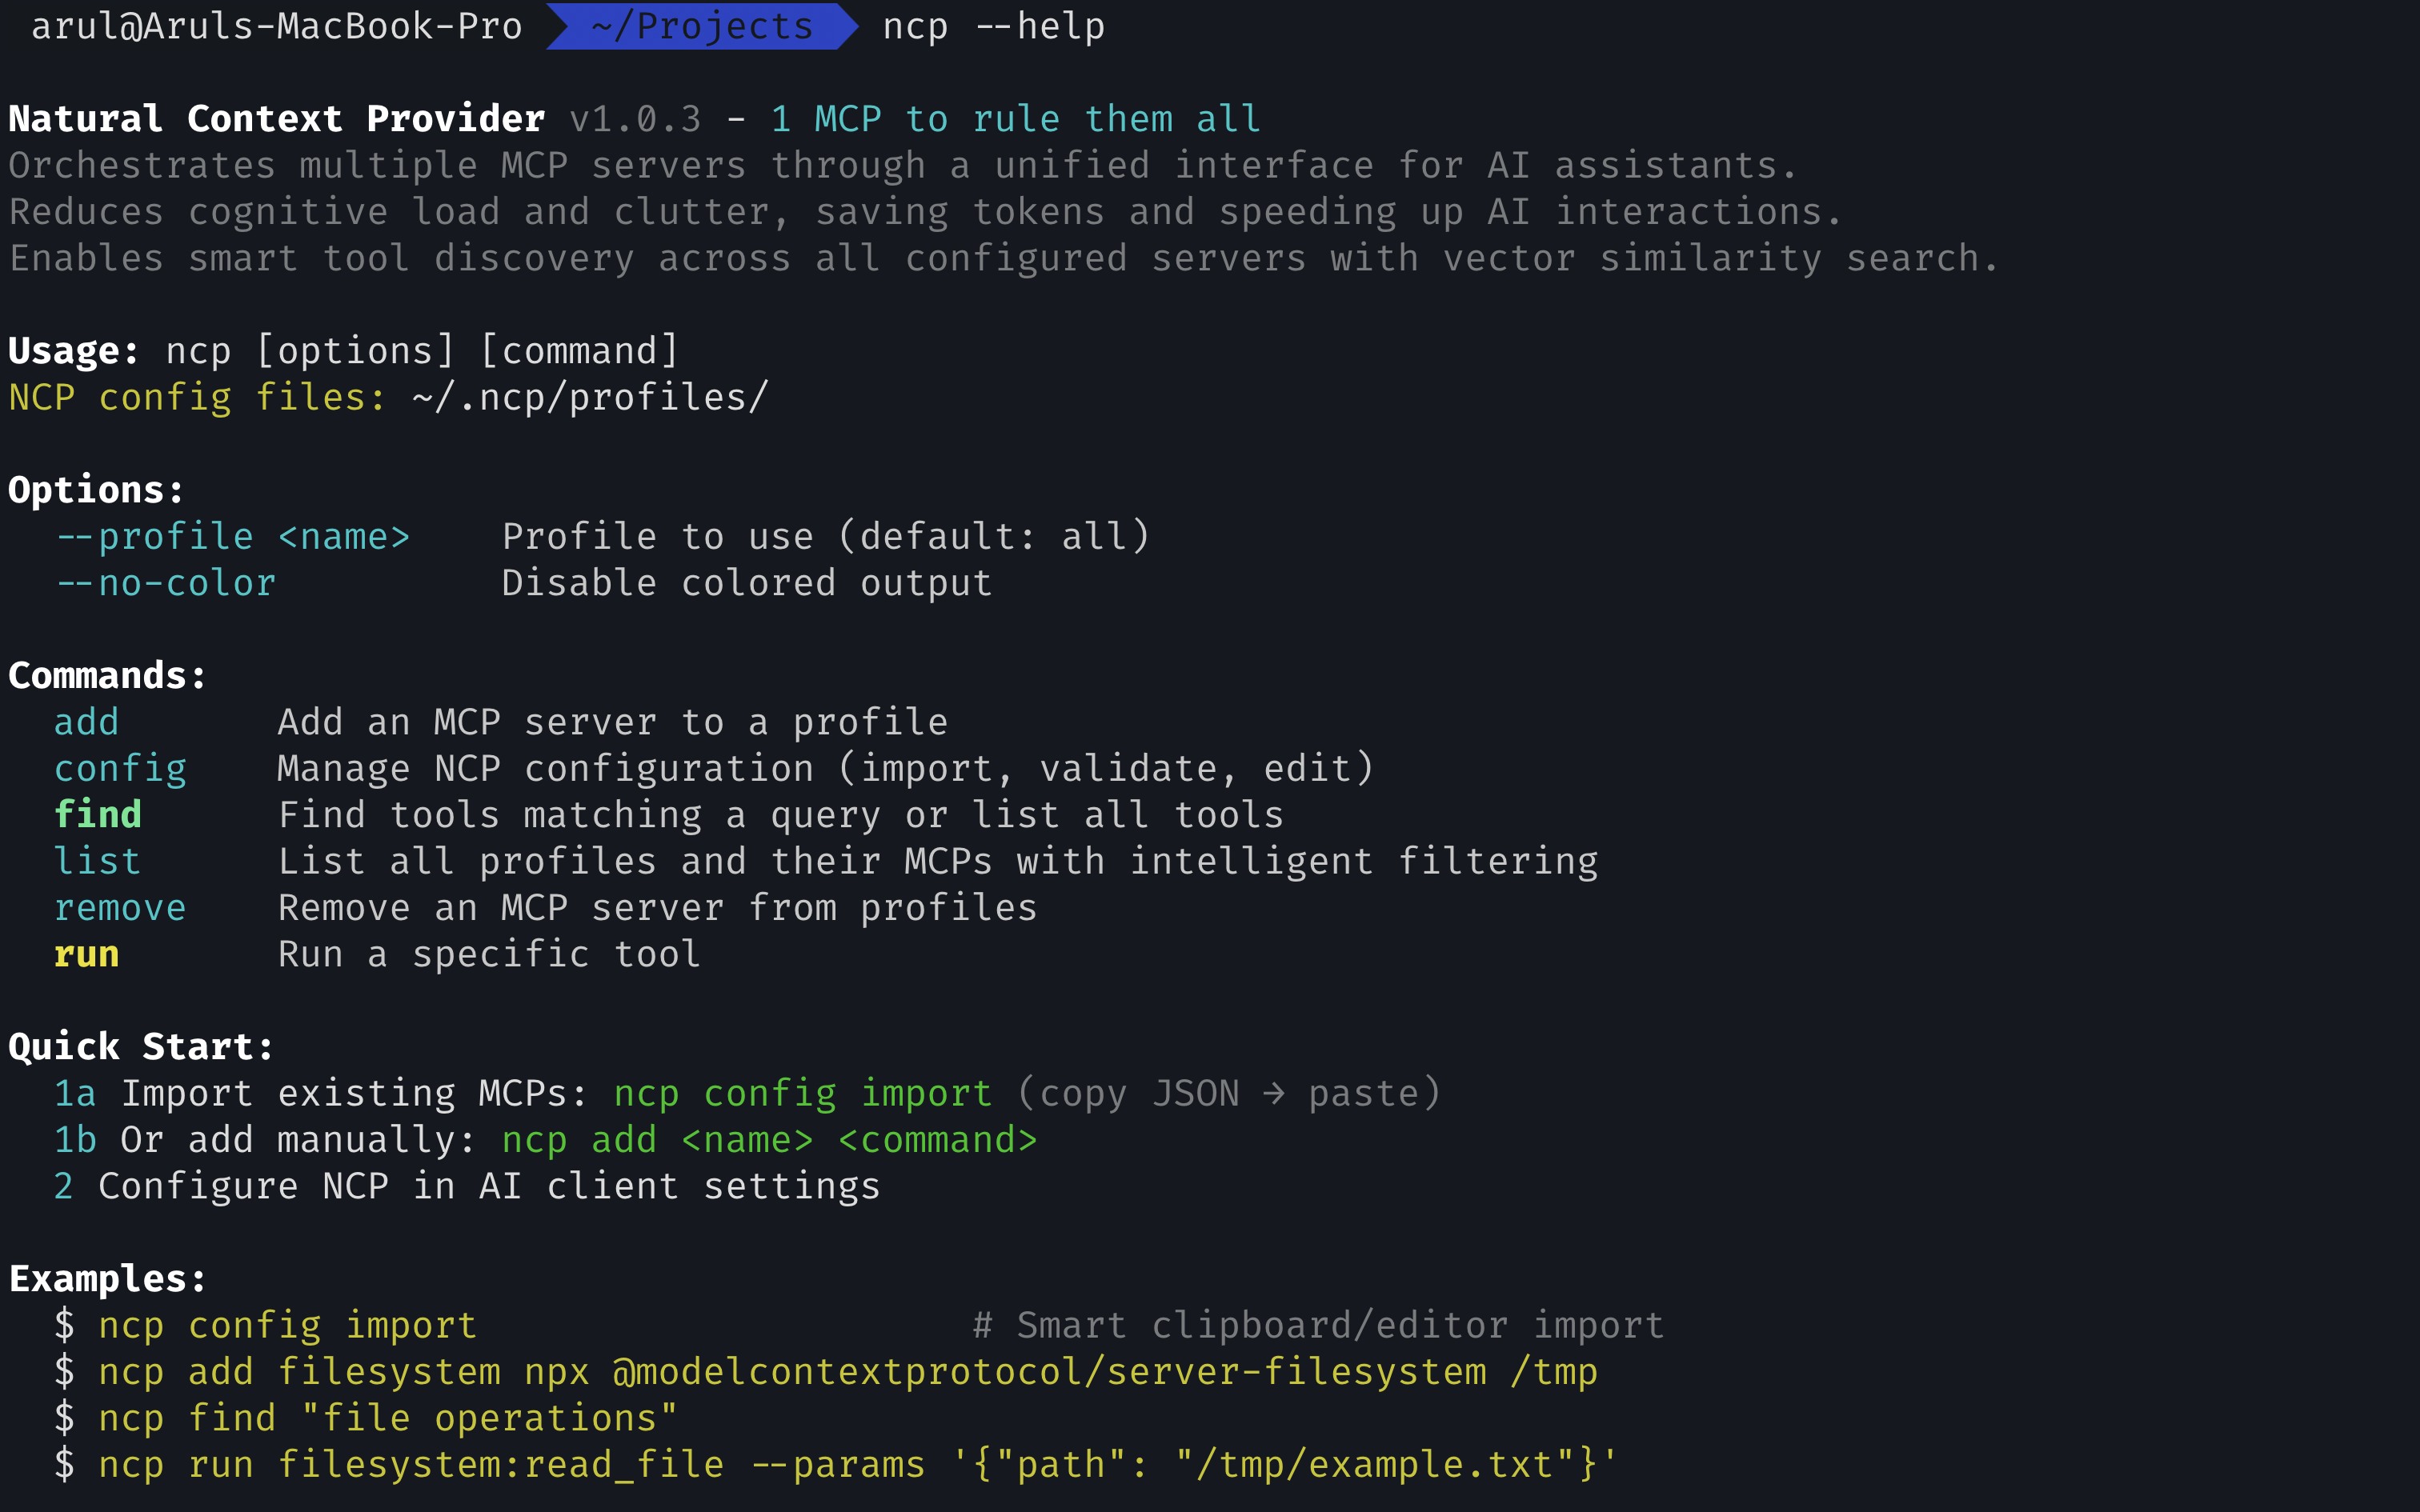 arul@Aruls-MacBook-Pro ~/Projects ncp --help
Natural Context Provider v1.0.3 - 1 MCP to rule them all
Orchestrates multiple MCP servers through a unified interface for AI assistants.
Reduces cognitive load and clutter, saving tokens and speeding up AI interactions.
Enables smart tool discovery across all configured servers with vector similarity search.
Usage: ncp [options] [command]
NCP config files: ~/.ncp/profiles/
Options:
--profile <name>    Profile to use (default: all)
--no-color          Disable colored output
Commands:
add       Add an MCP server to a profile
config    Manage NCP configuration (import, validate, edit)
find      Find tools matching a query or list all tools
list      List all profiles and their MCPs with intelligent filtering
remove    Remove an MCP server from profiles
run       Run a specific tool
Quick Start:
1a Import existing MCPs: ncp config import (copy JSON → paste)
1b Or add manually: ncp add <name> <command>
2 Configure NCP in AI client settings
Examples:
$ ncp config import                      # Smart clipboard/editor import
$ ncp add filesystem npx @modelcontextprotocol/server-filesystem /tmp
$ ncp find "file operations"
$ ncp run filesystem:read_file --params '{"path": "/tmp/example.txt"}'